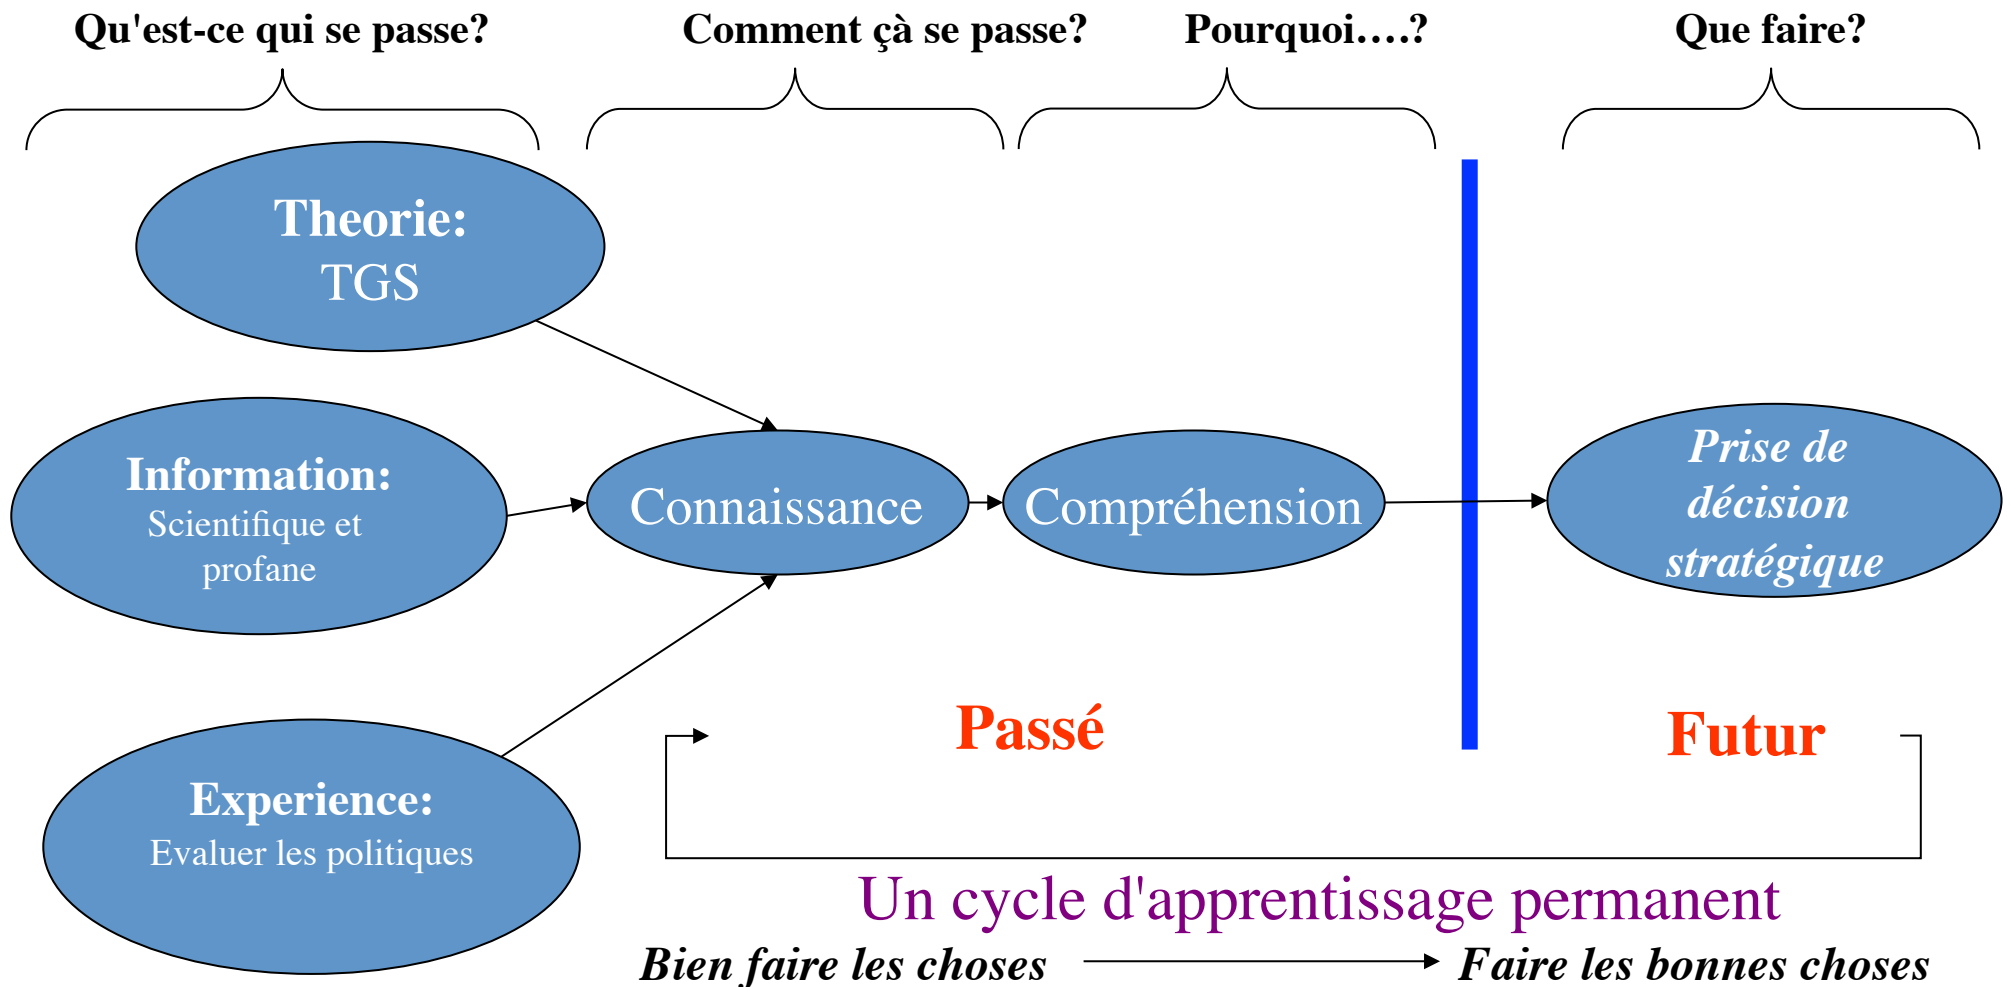 Qu'est-ce qui se passe?
Comment çà se passe?
Pourquoi….?
Que faire?
Theorie:
TGS
Information:
Scientifique et
profane
Connaissance
Compréhension
Prise de
décision
stratégique
Experience:
Evaluer les politiques
Passé
Futur
Un cycle d'apprentissage permanent
Bien faire les choses
Faire les bonnes choses